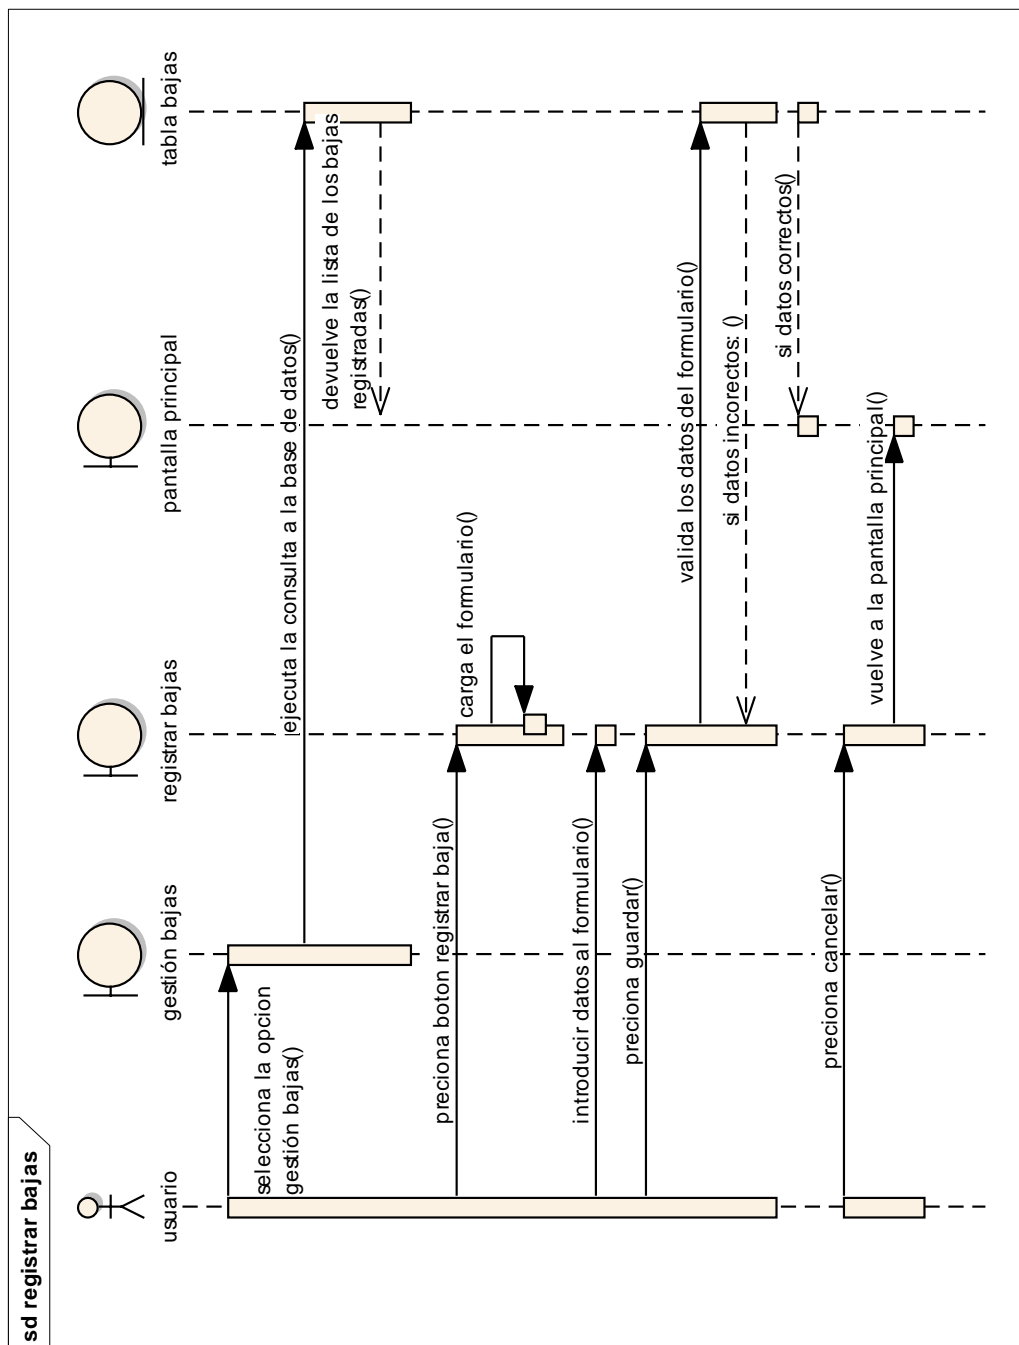 sd registrar bajas
usuario
gestión bajas
registrar bajas
pantalla principal
tabla bajas
selecciona la opcion
gestión bajas()
ejecuta la consulta a la base de datos()
devuelve la lista de los bajas
registradas()
preciona boton registrar baja()
carga el formulario()
introducir datos al formulario()
preciona guardar()
valida los datos del formulario()
si datos incorectos: ()
si datos correctos()
preciona cancelar()
vuelve a la pantalla principal()